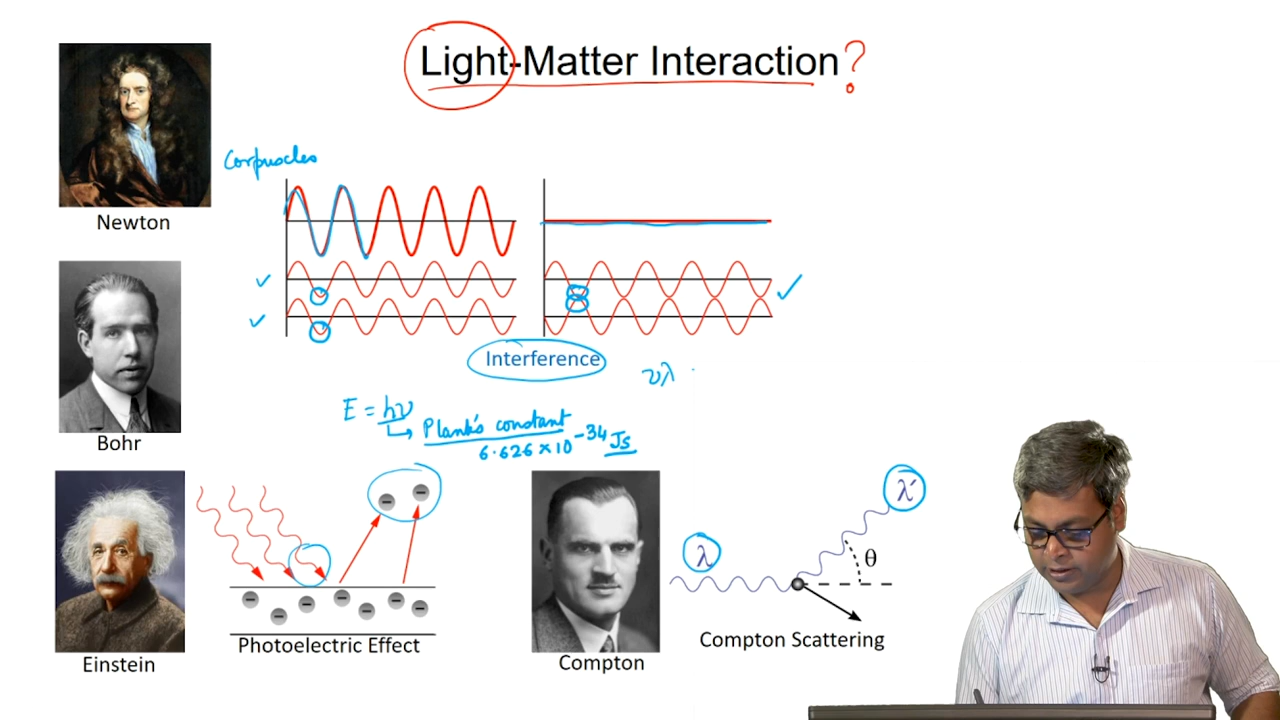 Light-Matter Interaction?
Corpuscles
Newton
Interference
νλ
Bohr
E = hν
Plank's constant
6.626 × 10⁻³⁴ Js
λ
λ'
θ
Photoelectric Effect
Compton Scattering
Einstein
Compton